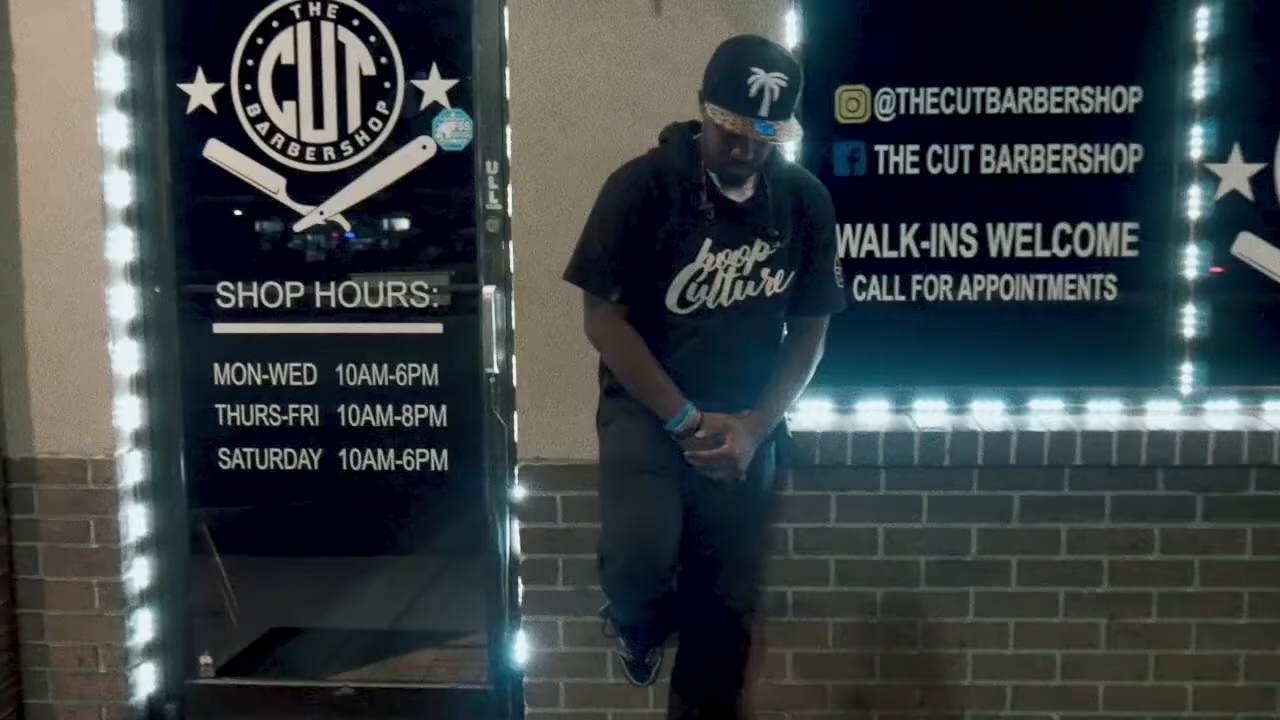 THE
CUT
BARBERSHOP
SHOP HOURS:
MON-WED 10AM-6PM
THURS-FRI 10AM-8PM
SATURDAY 10AM-6PM
hoop
Culture
@THECUTBARBERSHOP
THE CUT BARBERSHOP
WALK-INS WELCOME
CALL FOR APPOINTMENTS